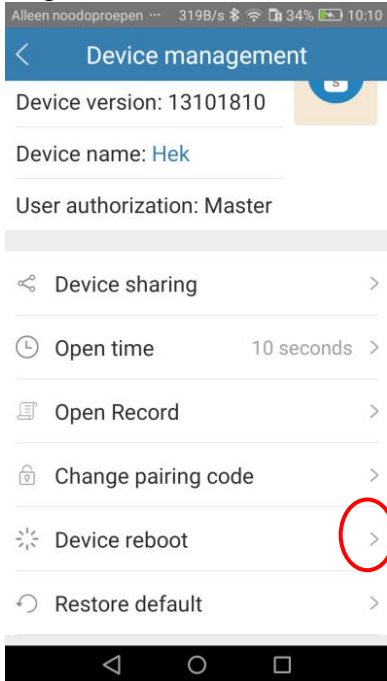 Alleen noodoproepen ··· 319B/s 34% 10:10
Device management
S
Device version: 13101810
Device name: Hek
User authorization: Master
Device sharing
Open time 10 seconds
Open Record
Change pairing code
Device reboot
Restore default